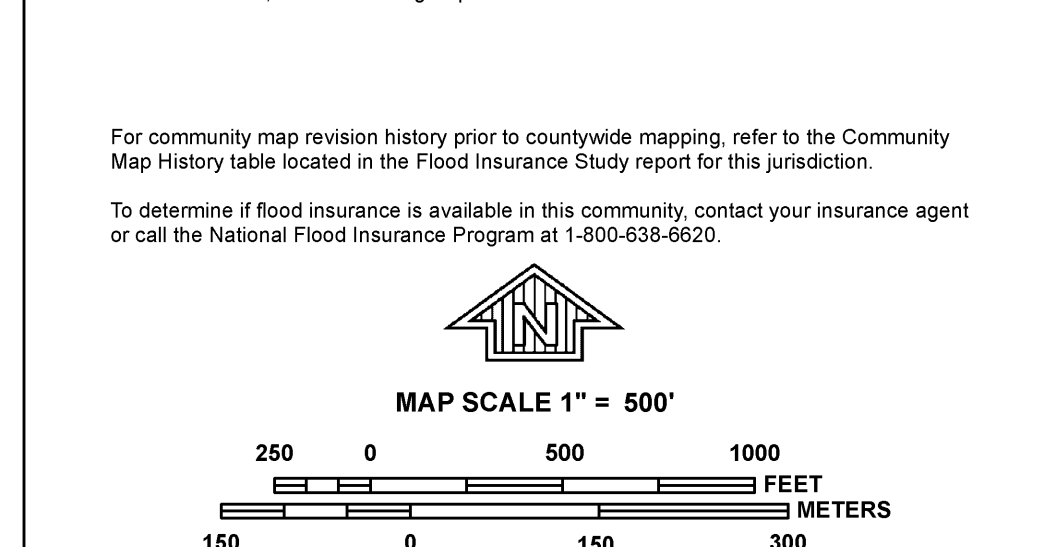 For community map revision history prior to countywide mapping, refer to the Community
Map History table located in the Flood Insurance Study report for this jurisdiction.
To determine if flood insurance is available in this community, contact your insurance agent
or call the National Flood Insurance Program at 1-800-638-6620.
N
MAP SCALE 1" = 500'
250 0 500 1000
FEET
METERS
150 0 150 300